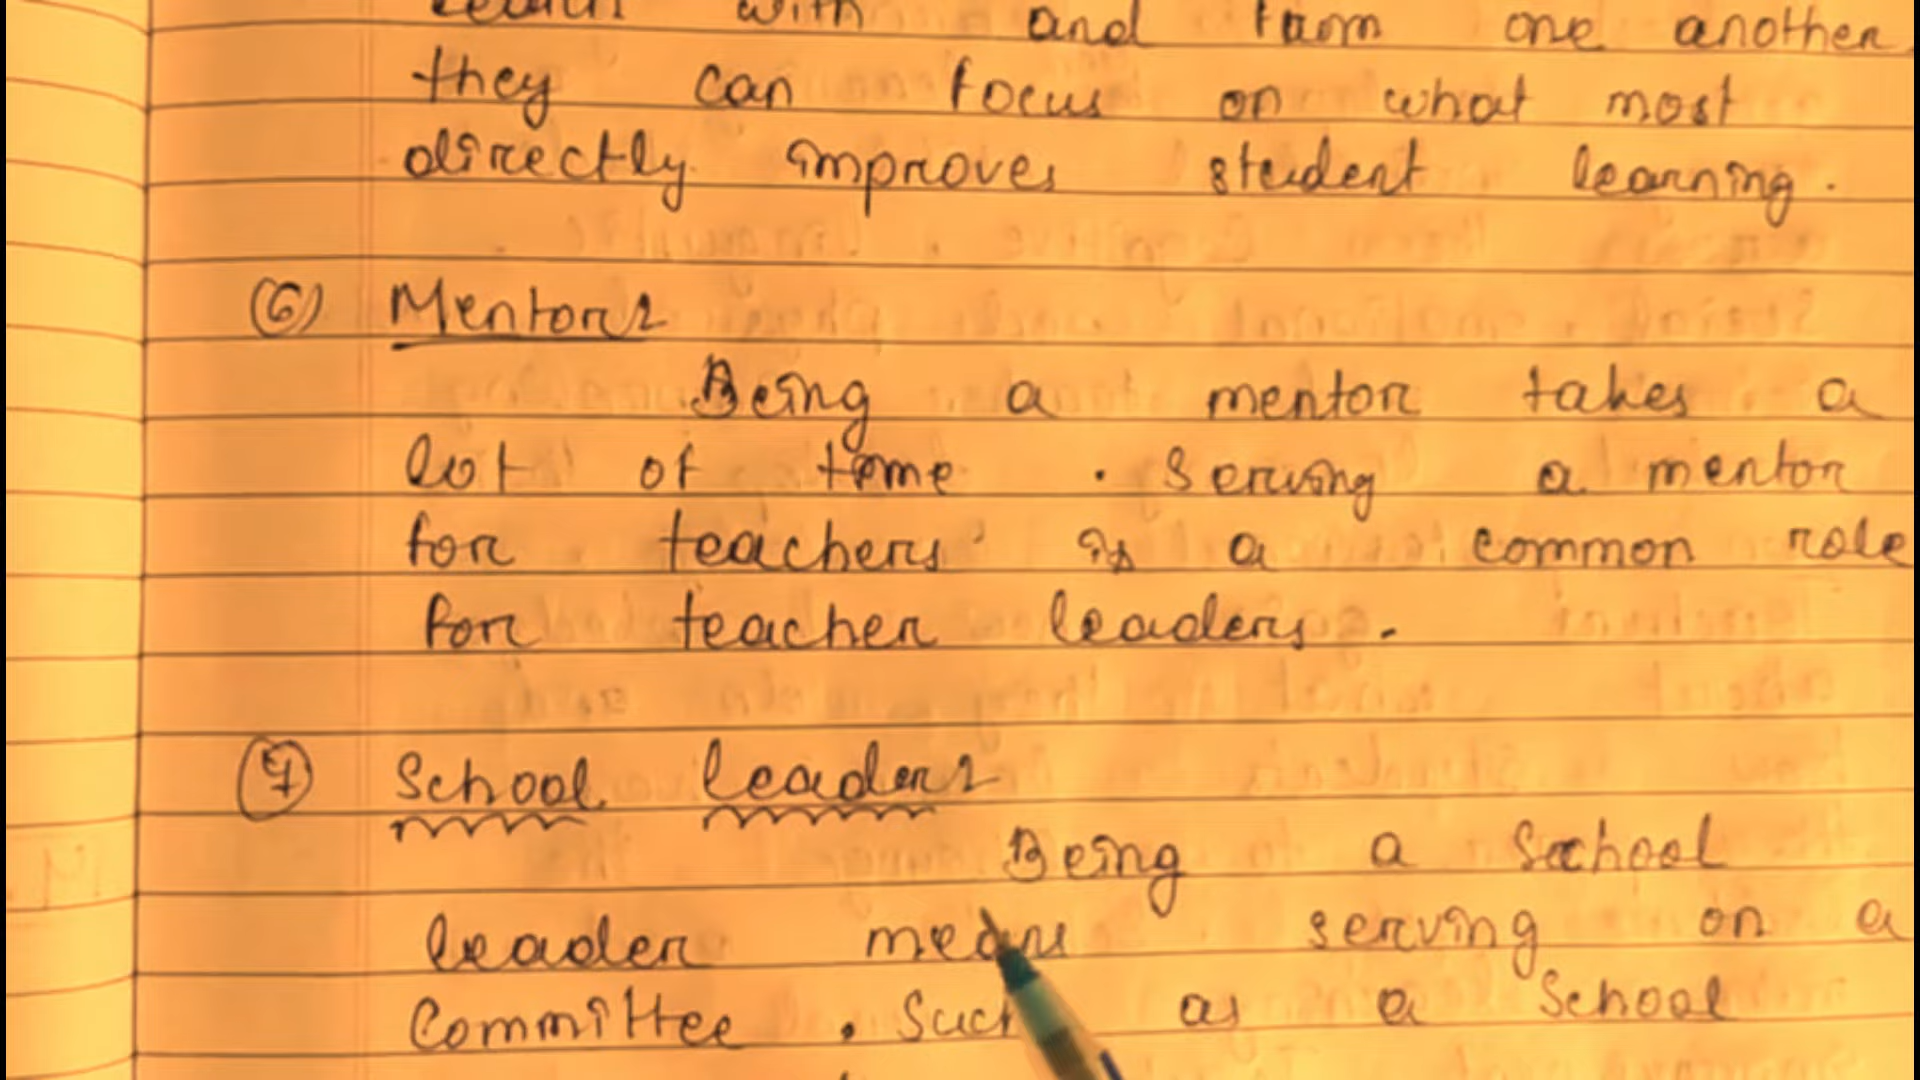 with and from one another
they can focus on what most
directly improves student learning.
(6) Mentor:
Being a mentor takes a
lot of time . Serving a mentor
for teachers is a common role
for teacher leaders.
(7) School leader:
Being a School
leader means serving on a
Committee . Such as a School